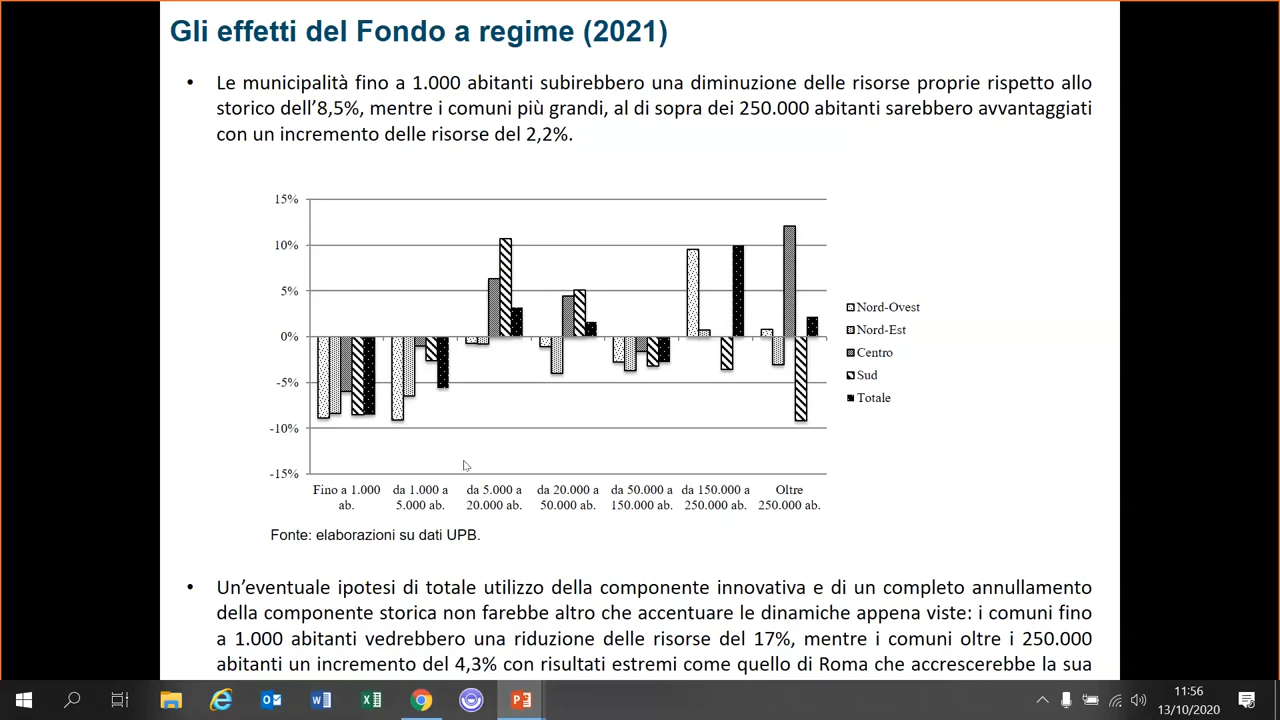 Gli effetti del Fondo a regime (2021)
• Le municipalità fino a 1.000 abitanti subirebbero una diminuzione delle risorse proprie rispetto allo
storico dell’8,5%, mentre i comuni più grandi, al di sopra dei 250.000 abitanti sarebbero avvantaggiati
con un incremento delle risorse del 2,2%.
15%
10%
5%
0%
-5%
-10%
-15%
Fino a 1.000 ab.
da 1.000 a 5.000 ab.
da 5.000 a 20.000 ab.
da 20.000 a 50.000 ab.
da 50.000 a 150.000 ab.
da 150.000 a 250.000 ab.
Oltre 250.000 ab.
Nord-Ovest
Nord-Est
Centro
Sud
Totale
Fonte: elaborazioni su dati UPB.
• Un’eventuale ipotesi di totale utilizzo della componente innovativa e di un completo annullamento
della componente storica non farebbe altro che accentuare le dinamiche appena viste: i comuni fino
a 1.000 abitanti vedrebbero una riduzione delle risorse del 17%, mentre i comuni oltre i 250.000
abitanti un incremento del 4,3% con risultati estremi come quello di Roma che accrescerebbe la sua
11:56
13/10/2020